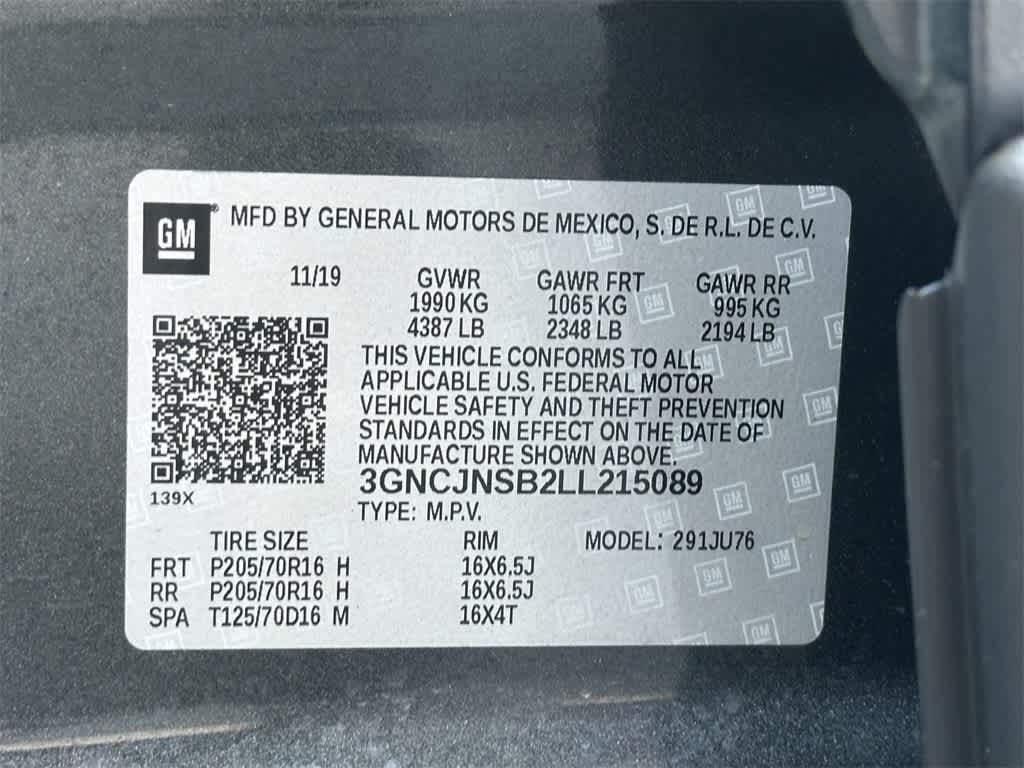 GM
MFD BY GENERAL MOTORS DE MEXICO, S. DE R.L. DE C.V.
11/19 GVWR GAWR FRT GAWR RR
1990 KG 1065 KG 995 KG
4387 LB 2348 LB 2194 LB
THIS VEHICLE CONFORMS TO ALL
APPLICABLE U.S. FEDERAL MOTOR
VEHICLE SAFETY AND THEFT PREVENTION
STANDARDS IN EFFECT ON THE DATE OF
MANUFACTURE SHOWN ABOVE.
3GNCJNSB2LL215089
139X
TYPE: M.P.V.
TIRE SIZE RIM MODEL: 291JU76
FRT P205/70R16 H 16X6.5J
RR P205/70R16 H 16X6.5J
SPA T125/70D16 M 16X4T